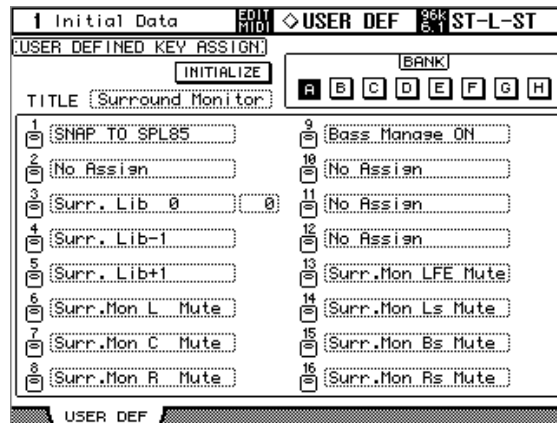 1 Initial Data EDIT MIDI ◇USER DEF 96k 6.1 ST-L-ST
USER DEFINED KEY ASSIGN
BANK
INITIALIZE
A B C D E F G H
TITLE Surround Monitor
1 SNAP TO SPL85
2 No Assign
3 Surr. Lib 0 0
4 Surr. Lib-1
5 Surr. Lib+1
6 Surr.Mon L Mute
7 Surr.Mon C Mute
8 Surr.Mon R Mute
9 Bass Manage ON
10 No Assign
11 No Assign
12 No Assign
13 Surr.Mon LFE Mute
14 Surr.Mon Ls Mute
15 Surr.Mon Bs Mute
16 Surr.Mon Rs Mute
USER DEF